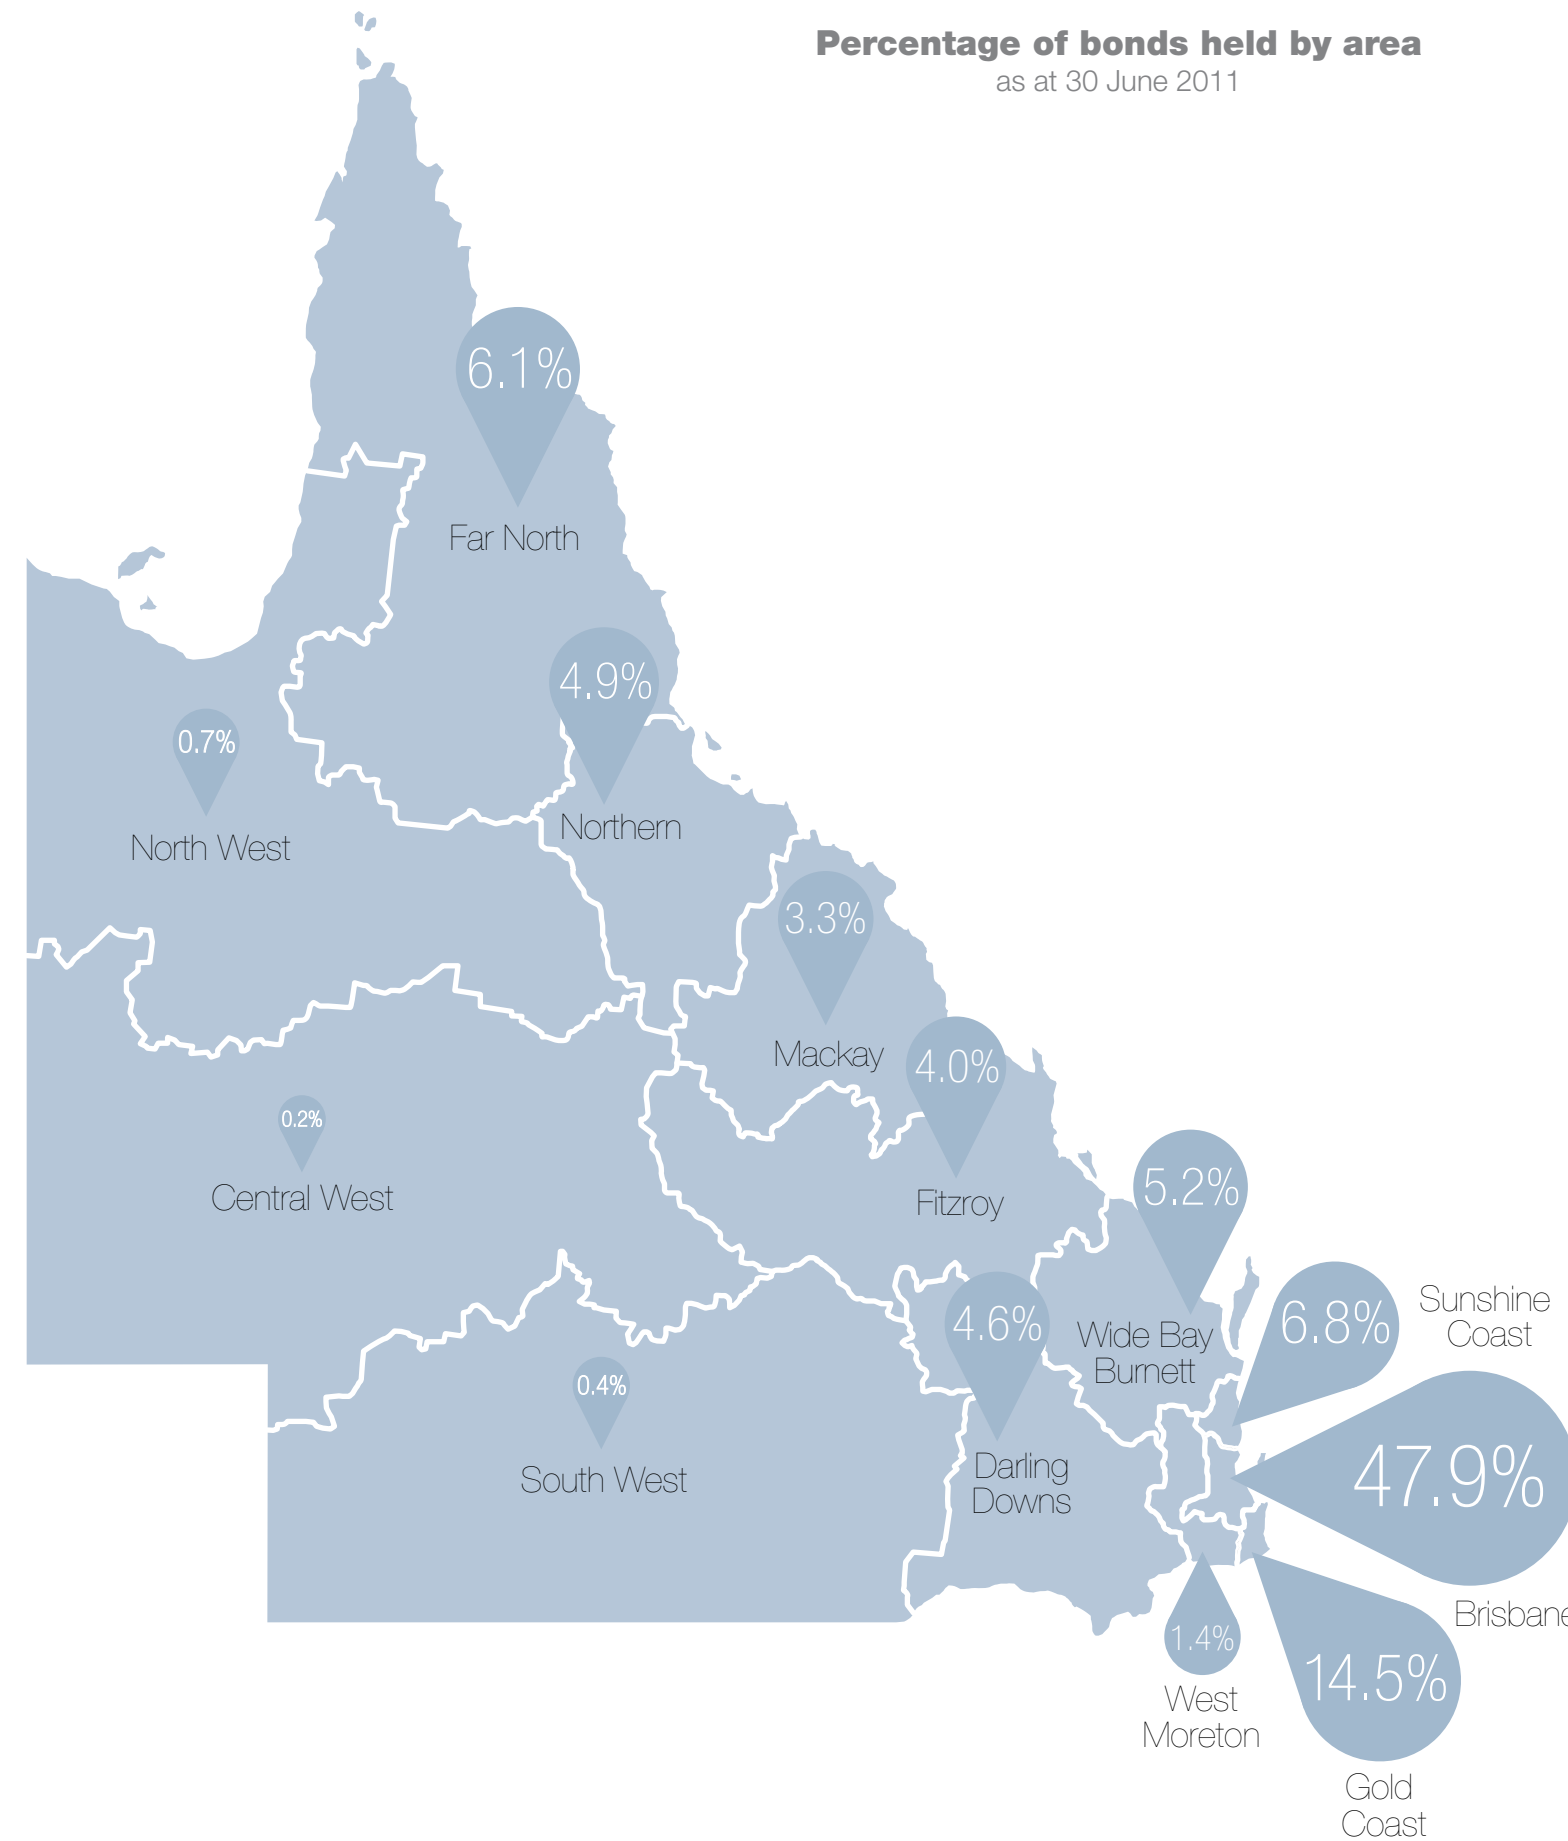 Percentage of bonds held by area
as at 30 June 2011
6.1%
Far North
4.9%
Northern
0.7%
North West
3.3%
Mackay
4.0%
Fitzroy
0.2%
Central West
5.2%
Wide Bay
Burnett
6.8%
Sunshine
Coast
4.6%
Darling
Downs
0.4%
South West
47.9%
Brisbane
1.4%
West
Moreton
14.5%
Gold
Coast